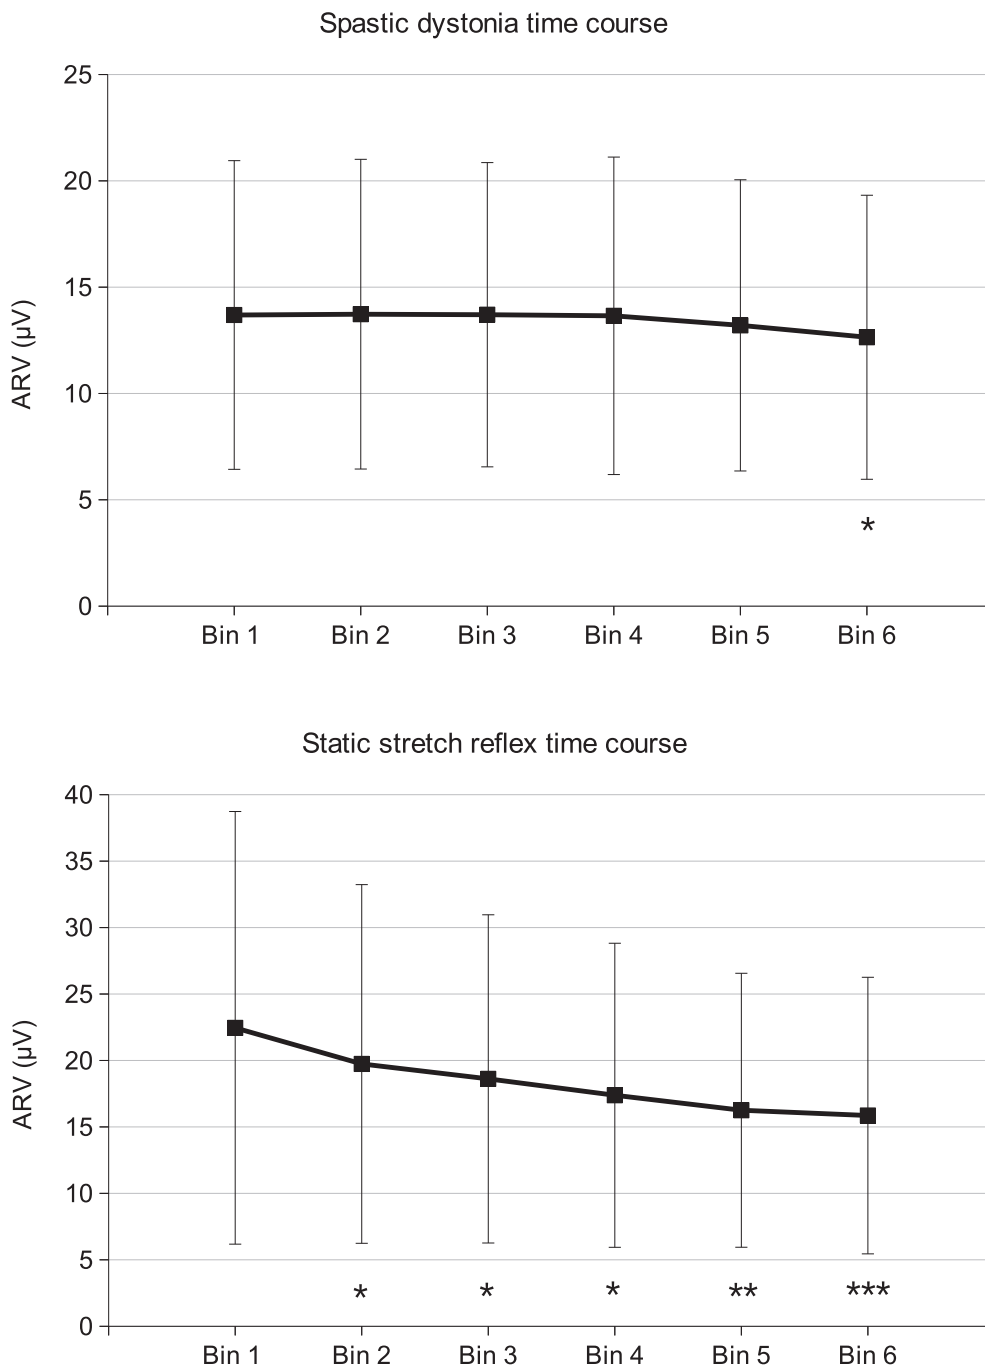 Spastic dystonia time course
25
20
15
10
5
0
ARV (µV)
*
Bin 1 Bin 2 Bin 3 Bin 4 Bin 5 Bin 6
Static stretch reflex time course
40
35
30
25
20
15
10
5
0
ARV (µV)
* * * ** ***
Bin 1 Bin 2 Bin 3 Bin 4 Bin 5 Bin 6